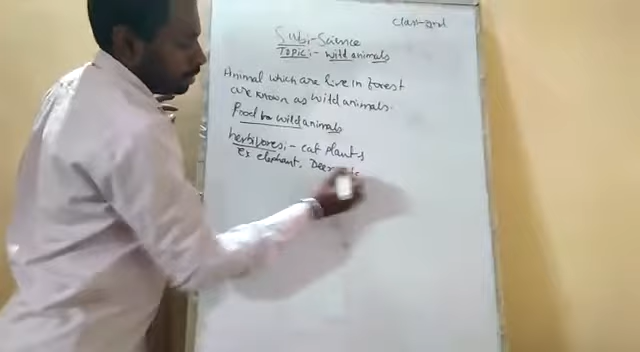 Class-2nd
Sub:-Science
Topic:- wild animals
Animal which are live in forest
are known as wild animals.
Food for wild animals
herbivores:- eat plants
Ex elephant, Deer